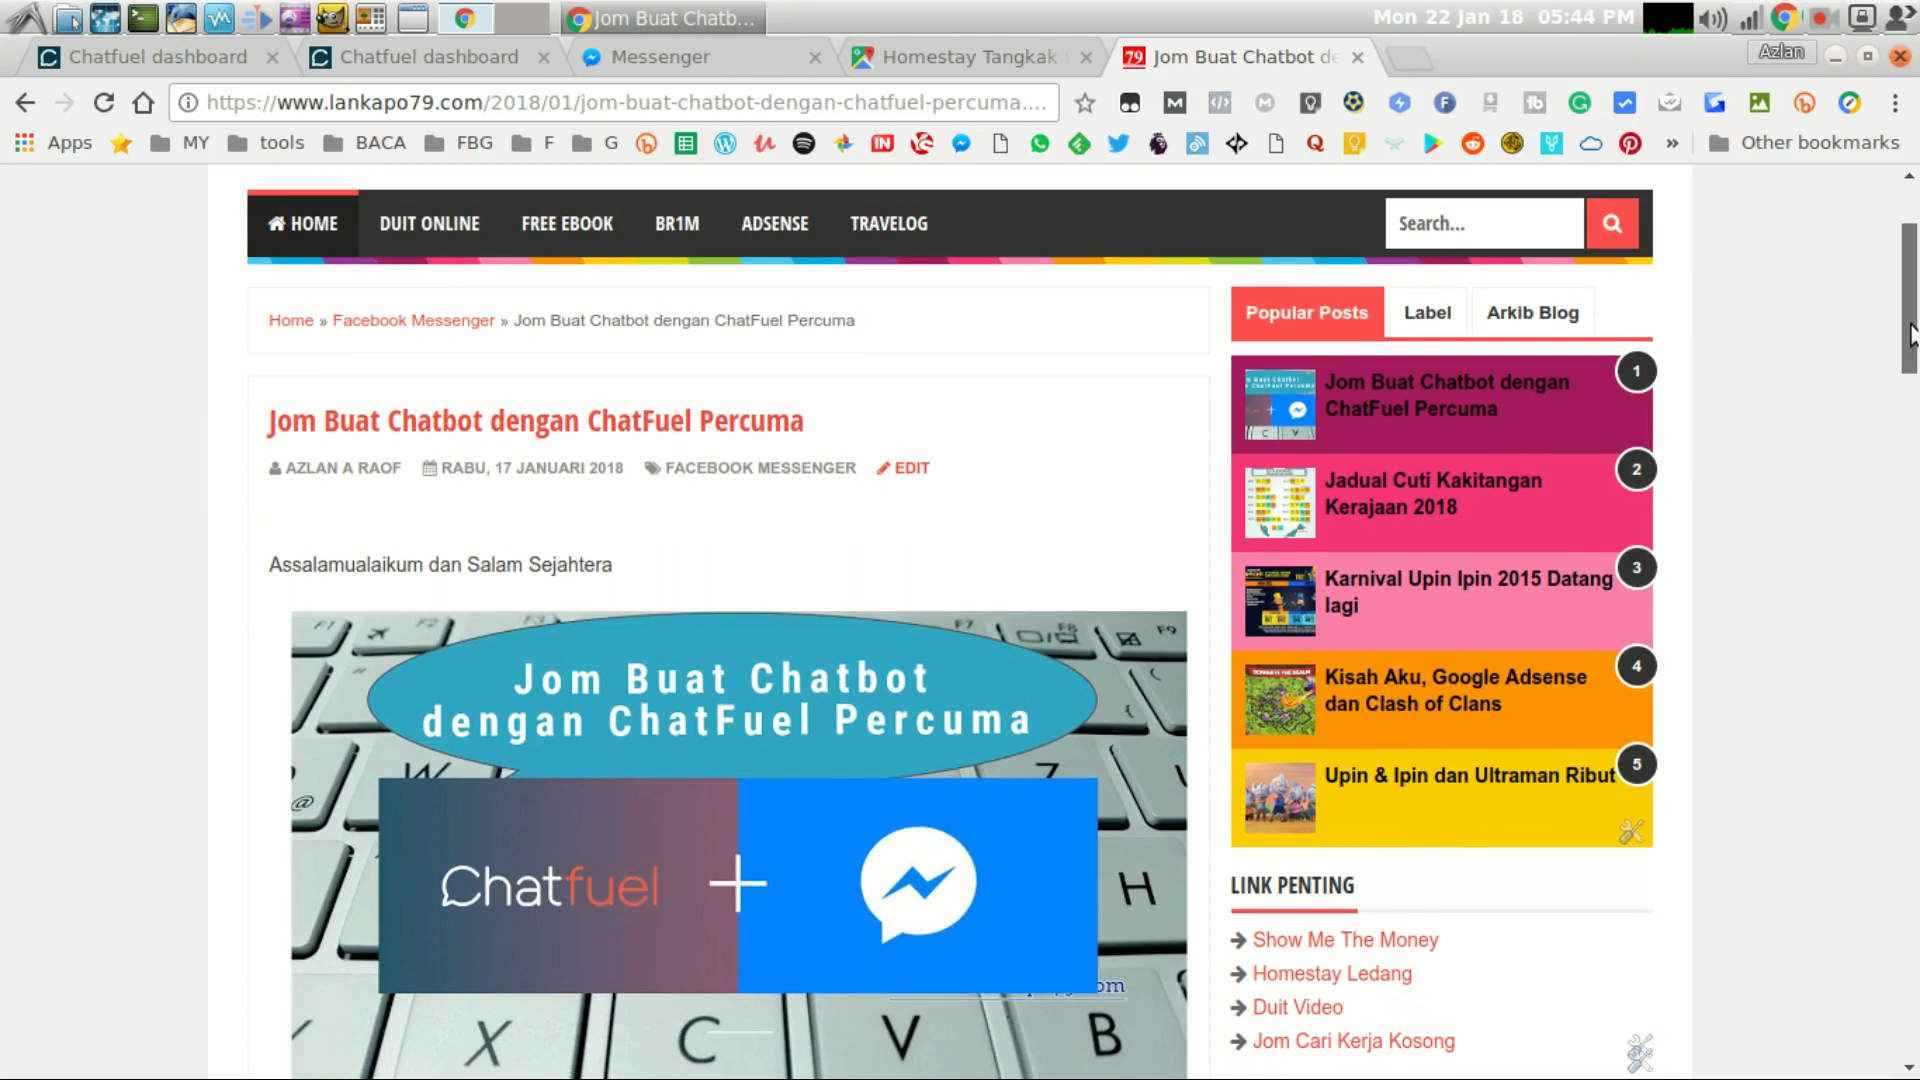 Jom Buat Chatb...
Mon 22 Jan 18 05:44 PM
Chatfuel dashboard
Chatfuel dashboard
Messenger
Homestay Tangkak
79
Jom Buat Chatbot de
Azlan
https://www.lankapo79.com/2018/01/jom-buat-chatbot-dengan-chatfuel-percuma....
Apps
MY
tools
BACA
FBG
F
G
Other bookmarks
HOME
DUIT ONLINE
FREE EBOOK
BR1M
ADSENSE
TRAVELOG
Search...
Home » Facebook Messenger » Jom Buat Chatbot dengan ChatFuel Percuma
Jom Buat Chatbot dengan ChatFuel Percuma
AZLAN A RAOF
RABU, 17 JANUARI 2018
FACEBOOK MESSENGER
EDIT
Assalamualaikum dan Salam Sejahtera
Jom Buat Chatbot
dengan ChatFuel Percuma
Chatfuel
H
X
C
V
B
Popular Posts
Label
Arkib Blog
Jom Buat Chatbot dengan
ChatFuel Percuma
1
Jadual Cuti Kakitangan
Kerajaan 2018
2
Karnival Upin Ipin 2015 Datang
lagi
3
Kisah Aku, Google Adsense
dan Clash of Clans
4
Upin & Ipin dan Ultraman Ribut
5
LINK PENTING
Show Me The Money
Homestay Ledang
Duit Video
Jom Cari Kerja Kosong